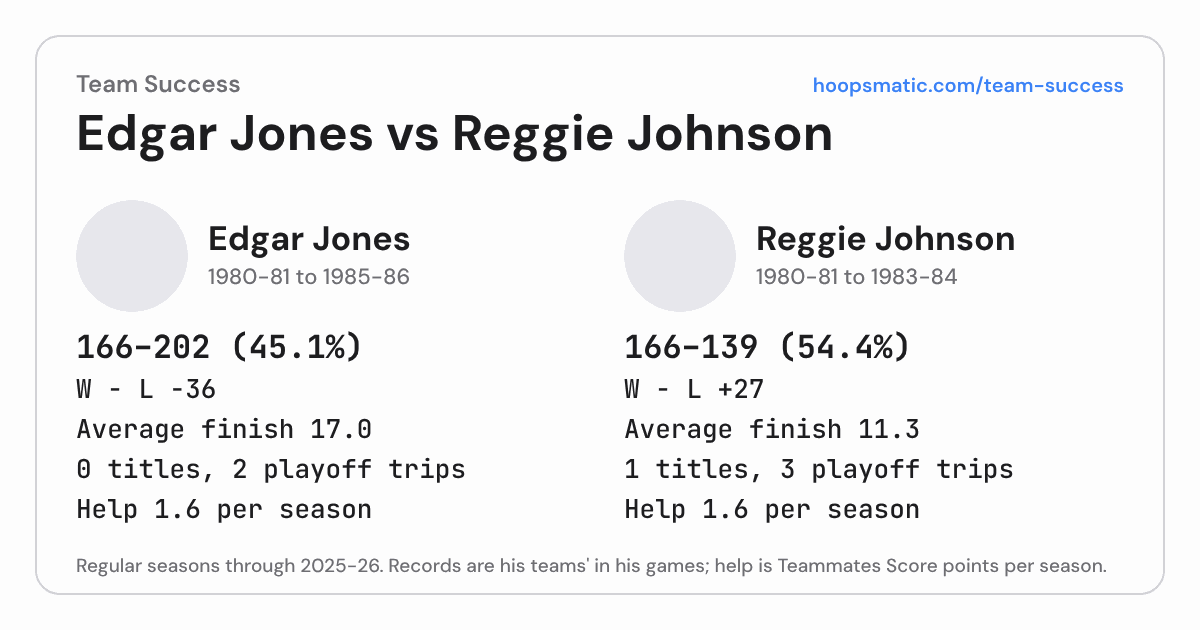 Team Success
hoopsmatic.com/team-success
Edgar Jones vs Reggie Johnson
Edgar Jones
1980-81 to 1985-86
166-202 (45.1%)
W - L -36
Average finish 17.0
0 titles, 2 playoff trips
Help 1.6 per season
Reggie Johnson
1980-81 to 1983-84
166-139 (54.4%)
W - L +27
Average finish 11.3
1 titles, 3 playoff trips
Help 1.6 per season
Regular seasons through 2025-26. Records are his teams' in his games; help is Teammates Score points per season.